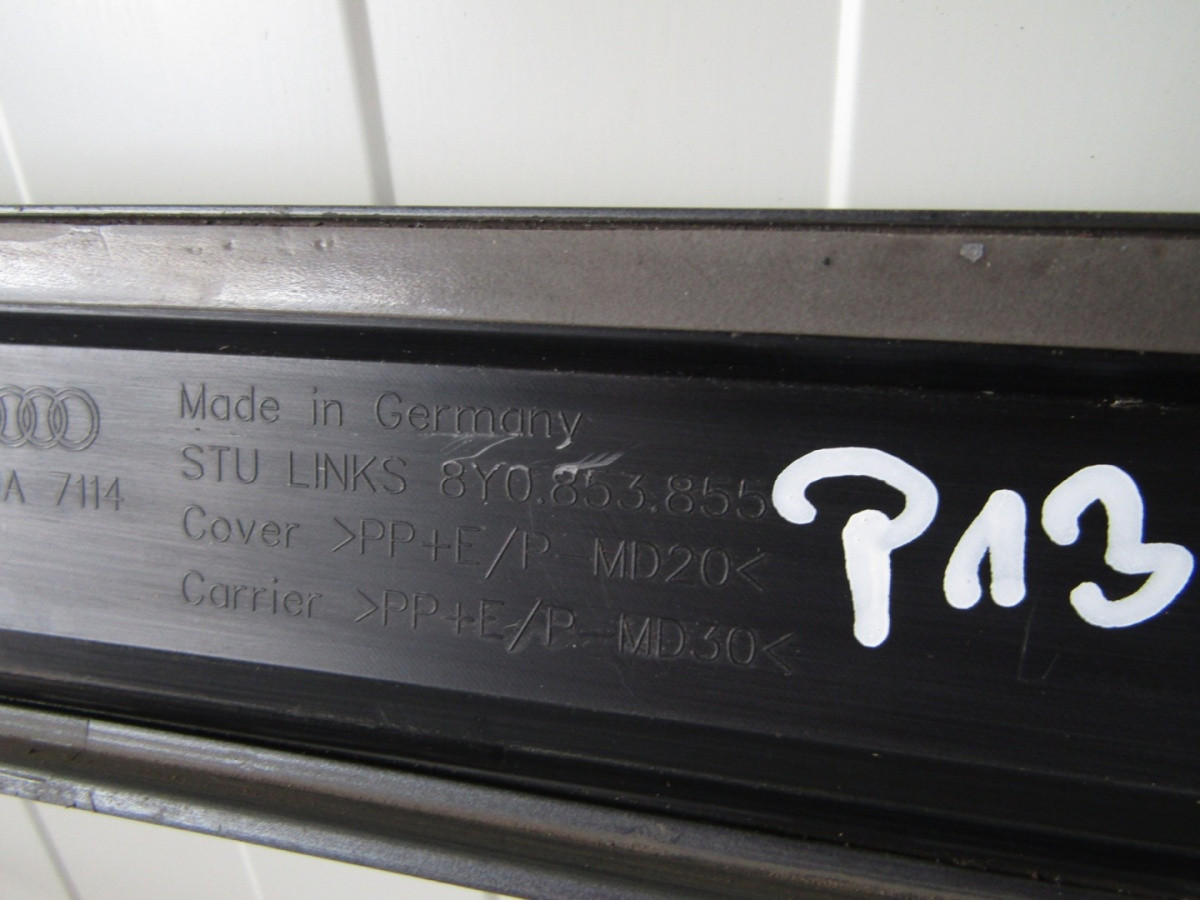 Made in Germany
A 7114
STU LINKS 8Y0.853.855
Cover >PP+E/P-MD20<
Carrier >PP+E/P-MD30<
P13